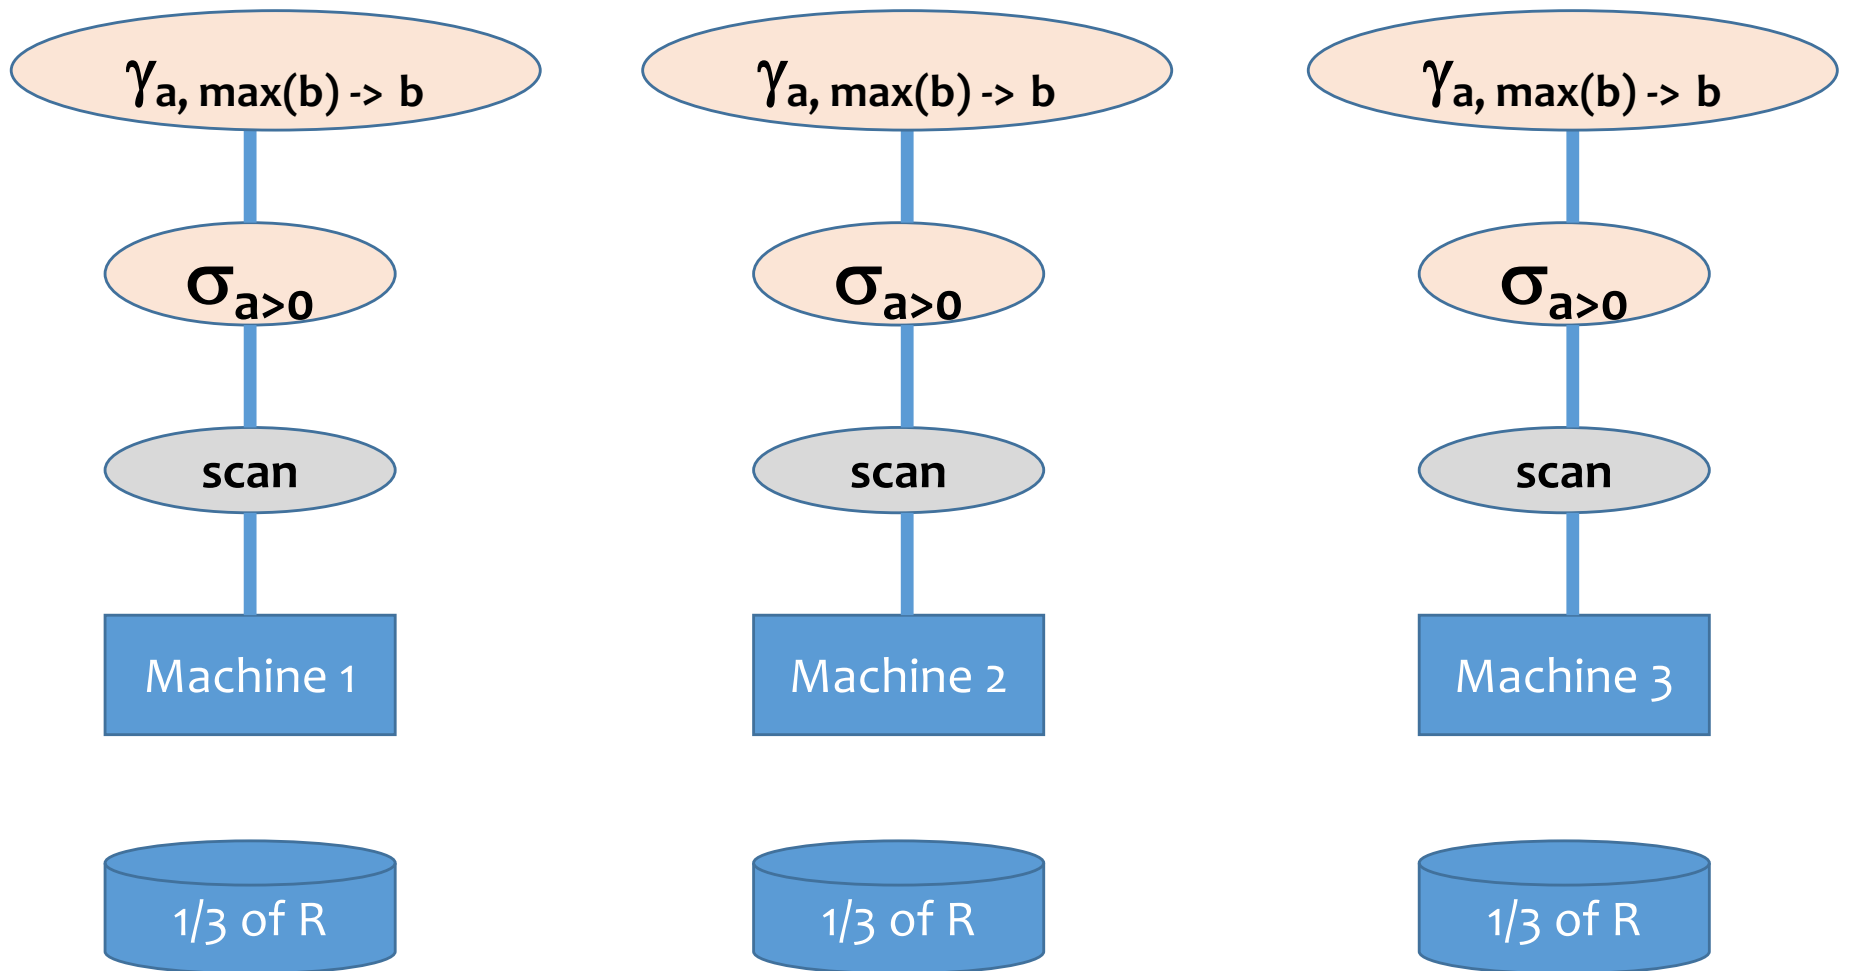 γa, max(b) -> b
γa, max(b) -> b
γa, max(b) -> b
σa>0
σa>0
σa>0
scan
scan
scan
Machine 1
Machine 2
Machine 3
1/3 of R
1/3 of R
1/3 of R